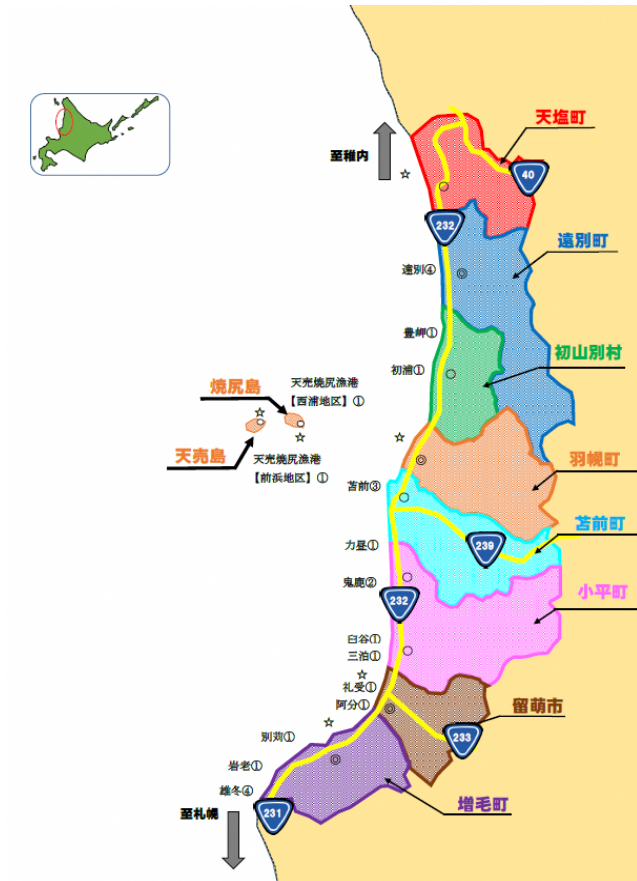 天塩町
至稚内
40
☆
232
遠別町
遠別④
豊岬①
初山別村
初浦①
焼尻島
天売焼尻漁港
【西浦地区】①
天売島
天売焼尻漁港
【前浜地区】①
羽幌町
苫前③
苫前町
力昼①
239
鬼鹿②
小平町
232
臼谷①
三泊①
礼受①
留萌市
阿分①
別苅①
233
岩老①
雄冬④
増毛町
至札幌
231